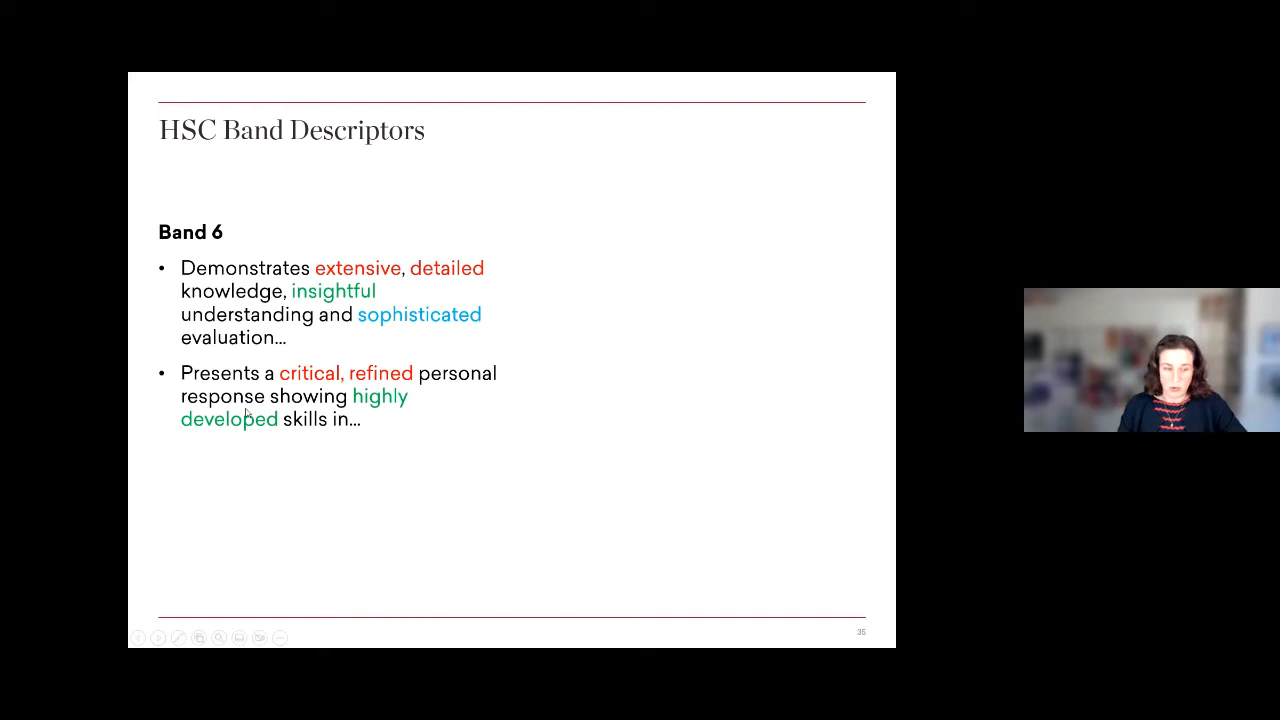 HSC Band Descriptors
Band 6
• Demonstrates extensive, detailed
knowledge, insightful
understanding and sophisticated
evaluation...
• Presents a critical, refined personal
response showing highly
developed skills in...
35